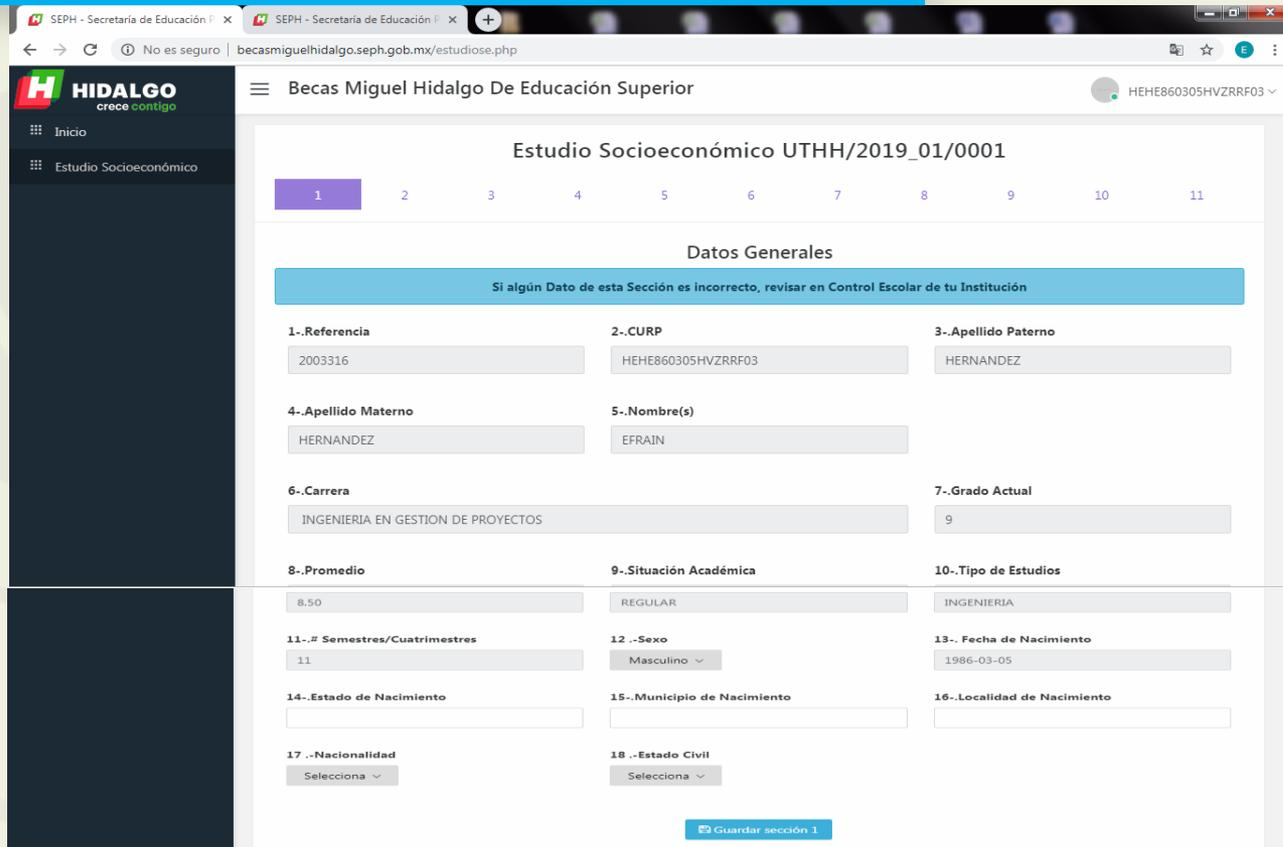 SEPH - Secretaría de Educación P
SEPH - Secretaría de Educación P
No es seguro | becasmiguelhidalgo.seph.gob.mx/estudiose.php
E
H HIDALGO
crece contigo
Becas Miguel Hidalgo De Educación Superior
HEHE860305HVZRRF03
Inicio
Estudio Socioeconómico
Estudio Socioeconómico UTHH/2019_01/0001
1 2 3 4 5 6 7 8 9 10 11
Datos Generales
Si algún Dato de esta Sección es incorrecto, revisar en Control Escolar de tu Institución
1-.Referencia 2-.CURP 3-.Apellido Paterno
2003316 HEHE860305HVZRRF03 HERNANDEZ
4-.Apellido Materno 5-.Nombre(s)
HERNANDEZ EFRAIN
6-.Carrera 7-.Grado Actual
INGENIERIA EN GESTION DE PROYECTOS 9
8-.Promedio 9-.Situación Académica 10-.Tipo de Estudios
8.50 REGULAR INGENIERIA
11-.# Semestres/Cuatrimestres 12 .-Sexo 13-. Fecha de Nacimiento
11 Masculino 1986-03-05
14-.Estado de Nacimiento 15-.Municipio de Nacimiento 16-.Localidad de Nacimiento
17 .-Nacionalidad 18 .-Estado Civil
Selecciona Selecciona
Guardar sección 1